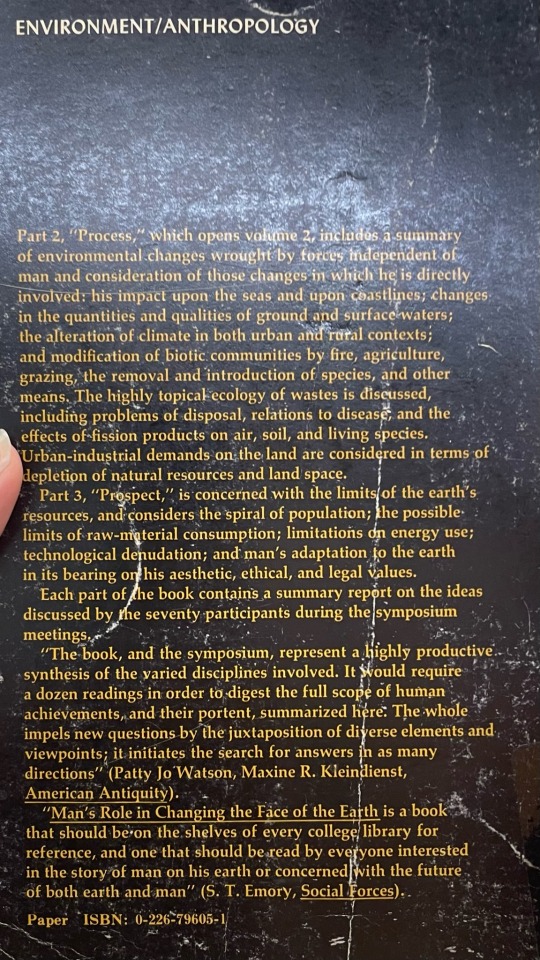 ENVIRONMENT/ANTHROPOLOGY
Part 2, "Process," which opens volume 2, includes a summary
of environmental changes wrought by forces independent of
man and consideration of those changes in which he is directly
involved: his impact upon the seas and upon coastlines; changes
in the quantities and qualities of ground and surface waters;
the alteration of climate in both urban and rural contexts;
and modification of biotic communities by fire, agriculture,
grazing, the removal and introduction of species, and other
means. The highly topical ecology of wastes is discussed,
including problems of disposal, relations to disease, and the
effects of fission products on air, soil, and living species.
Urban-industrial demands on the land are considered in terms of
depletion of natural resources and land space.
Part 3, "Prospect," is concerned with the limits of the earth's
resources, and considers the spiral of population; the possible
limits of raw-material consumption; limitations on energy use;
technological denudation; and man's adaptation to the earth
in its bearing on his aesthetic, ethical, and legal values.
Each part of the book contains a summary report on the ideas
discussed by the seventy participants during the symposium
meetings.
"The book, and the symposium, represent a highly productive
synthesis of the varied disciplines involved. It would require
a dozen readings in order to digest the full scope of human
achievements, and their portent, summarized here. The whole
impels new questions by the juxtaposition of diverse elements and
viewpoints; it initiates the search for answers in as many
directions" (Patty Jo Watson, Maxine R. Kleindienst,
American Antiquity).
"Man's Role in Changing the Face of the Earth is a book
that should be on the shelves of every college library for
reference, and one that should be read by everyone interested
in the story of man on his earth or concerned with the future
of both earth and man" (S. T. Emory, Social Forces).
Paper ISBN: 0-226-79605-1